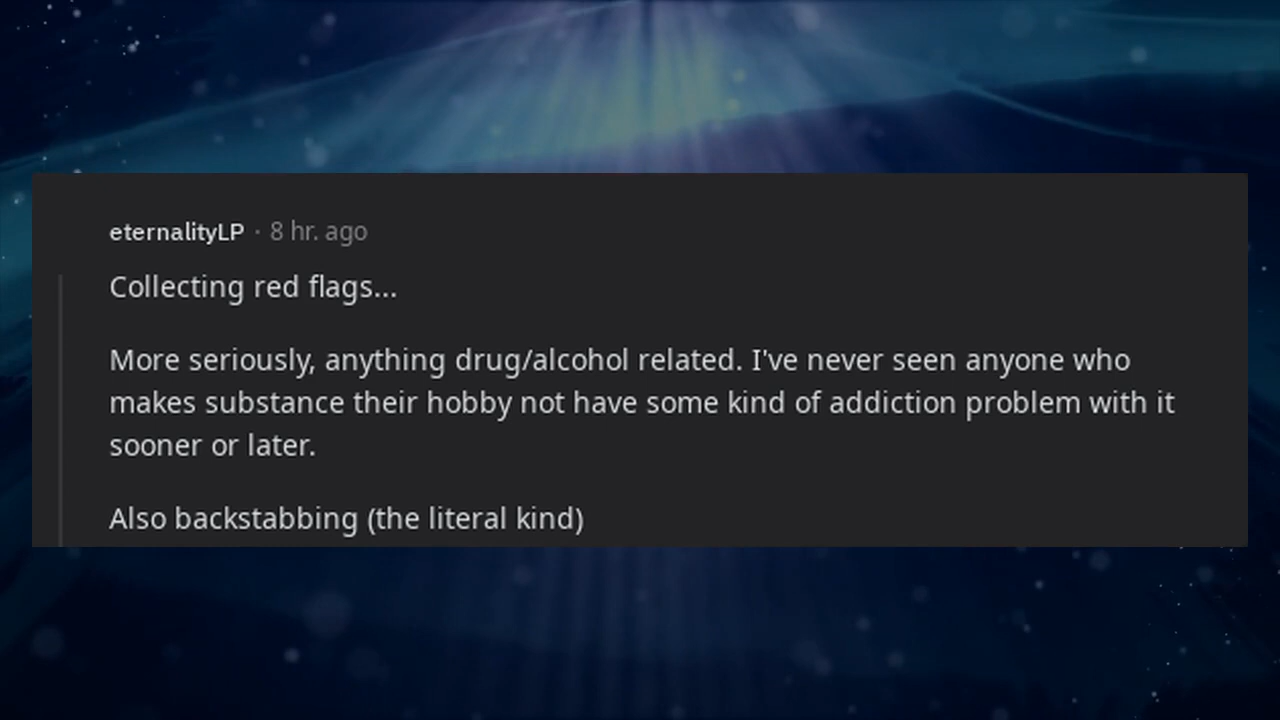 eternalityLP · 8 hr. ago
Collecting red flags...
More seriously, anything drug/alcohol related. I've never seen anyone who
makes substance their hobby not have some kind of addiction problem with it
sooner or later.
Also backstabbing (the literal kind)